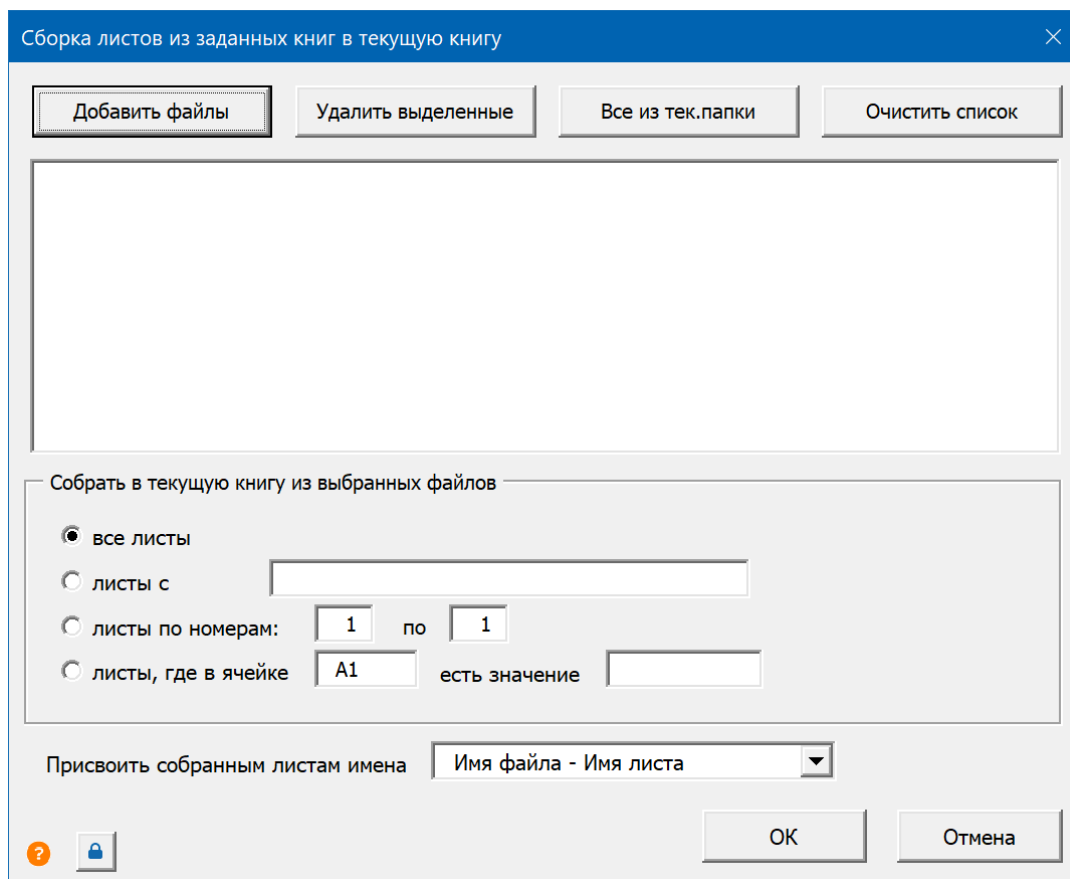 Сборка листов из заданных книг в текущую книгу
Добавить файлы Удалить выделенные Все из тек.папки Очистить список
Собрать в текущую книгу из выбранных файлов
все листы
листы с
листы по номерам: 1 по 1
листы, где в ячейке A1 есть значение
Присвоить собранным листам имена Имя файла - Имя листа
ОК Отмена
?